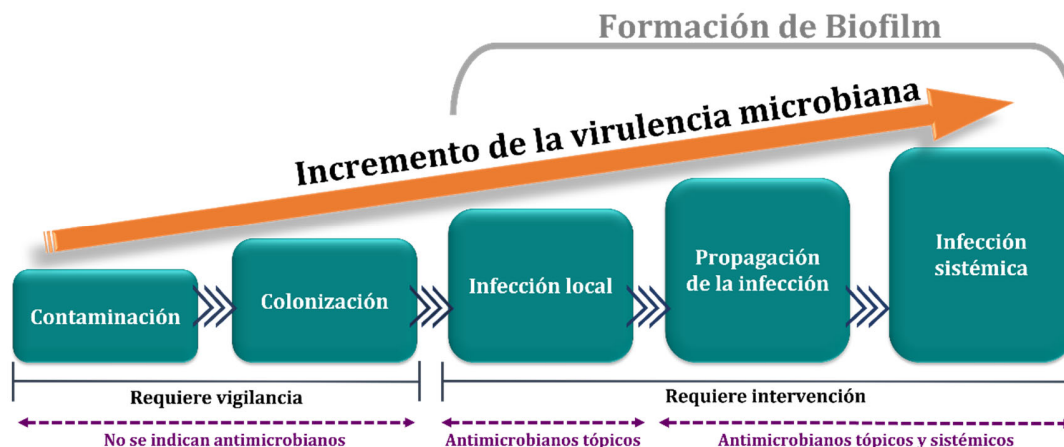 Formación de Biofilm
Incremento de la virulencia microbiana
Contaminación
Colonización
Infección local
Propagación
de la infección
Infección
sistémica
Requiere vigilancia
Requiere intervención
No se indican antimicrobianos
Antimicrobianos tópicos
Antimicrobianos tópicos y sistémicos